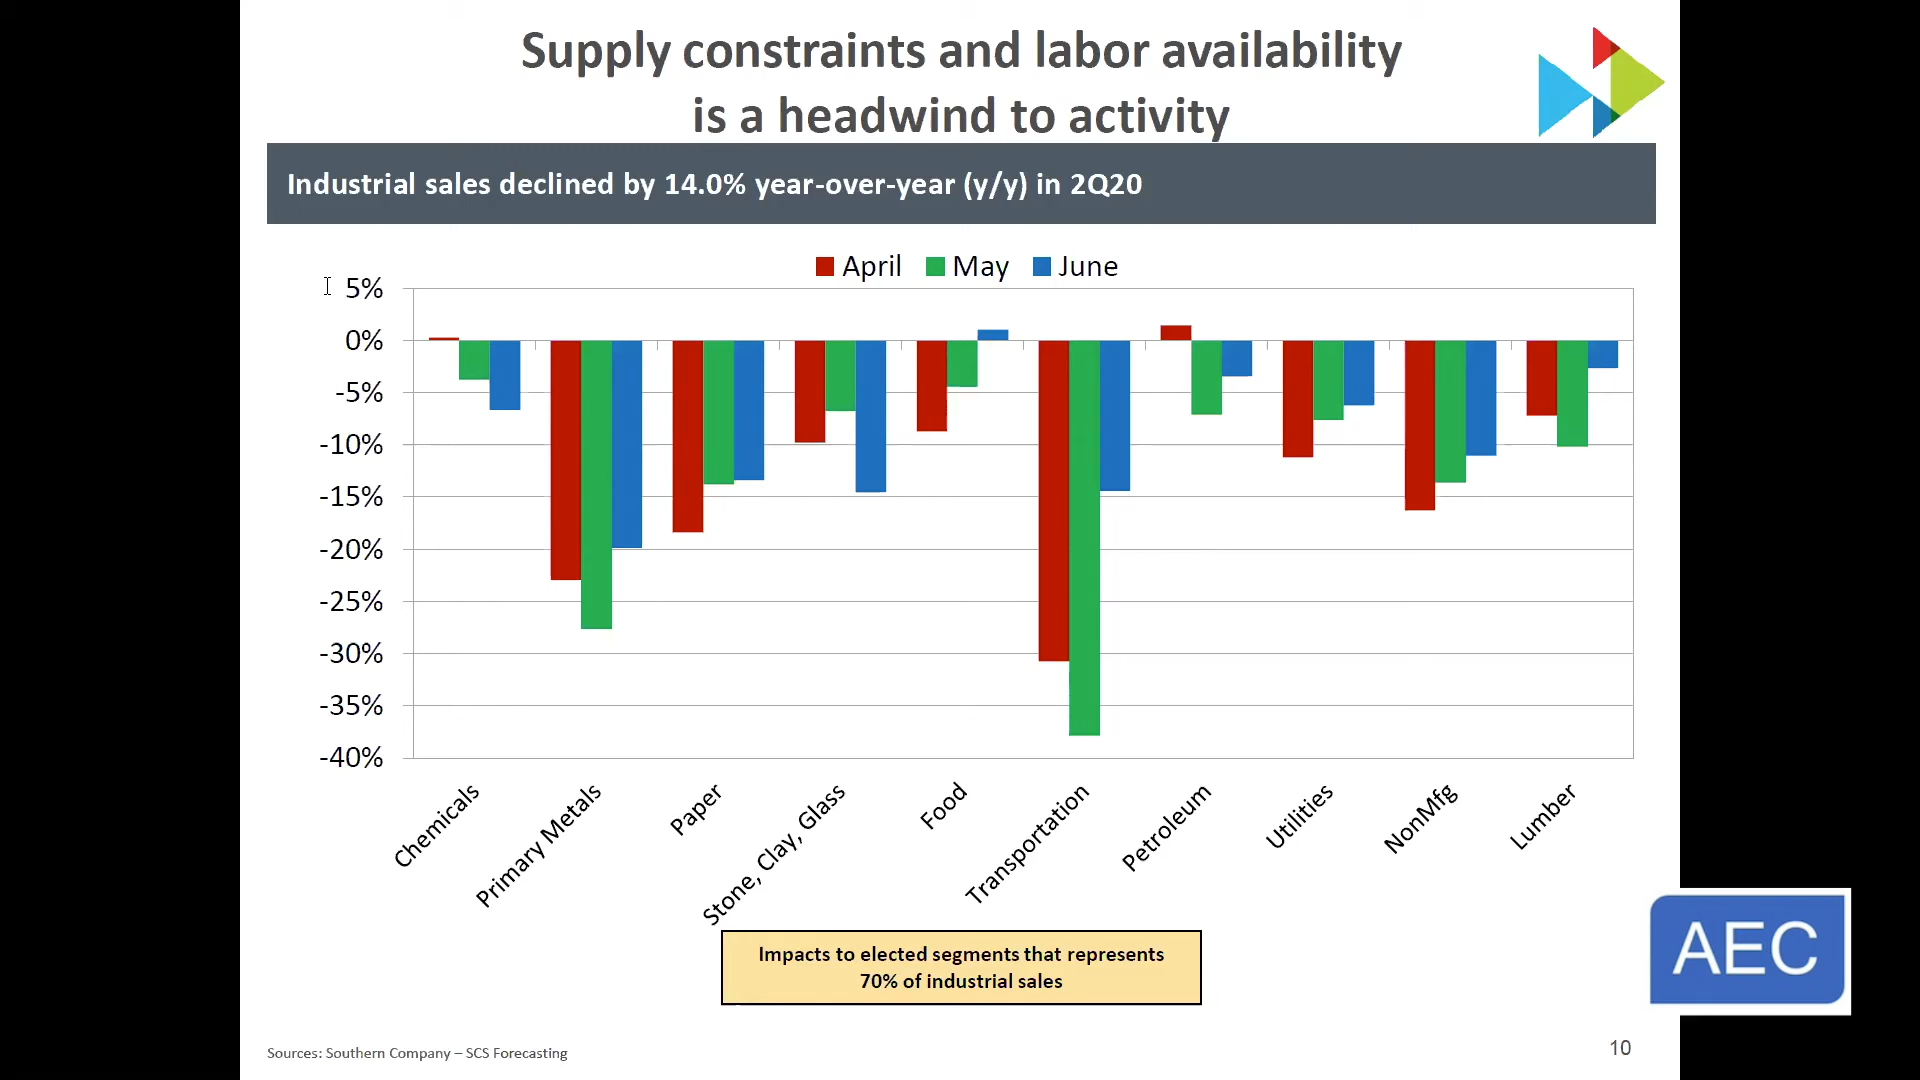 Supply constraints and labor availability
is a headwind to activity
Industrial sales declined by 14.0% year-over-year (y/y) in 2Q20
April May June
5%
0%
-5%
-10%
-15%
-20%
-25%
-30%
-35%
-40%
Chemicals
Primary Metals
Paper
Stone, Clay, Glass
Food
Transportation
Petroleum
Utilities
NonMfg
Lumber
Impacts to elected segments that represents
70% of industrial sales
AEC
Sources: Southern Company – SCS Forecasting
10